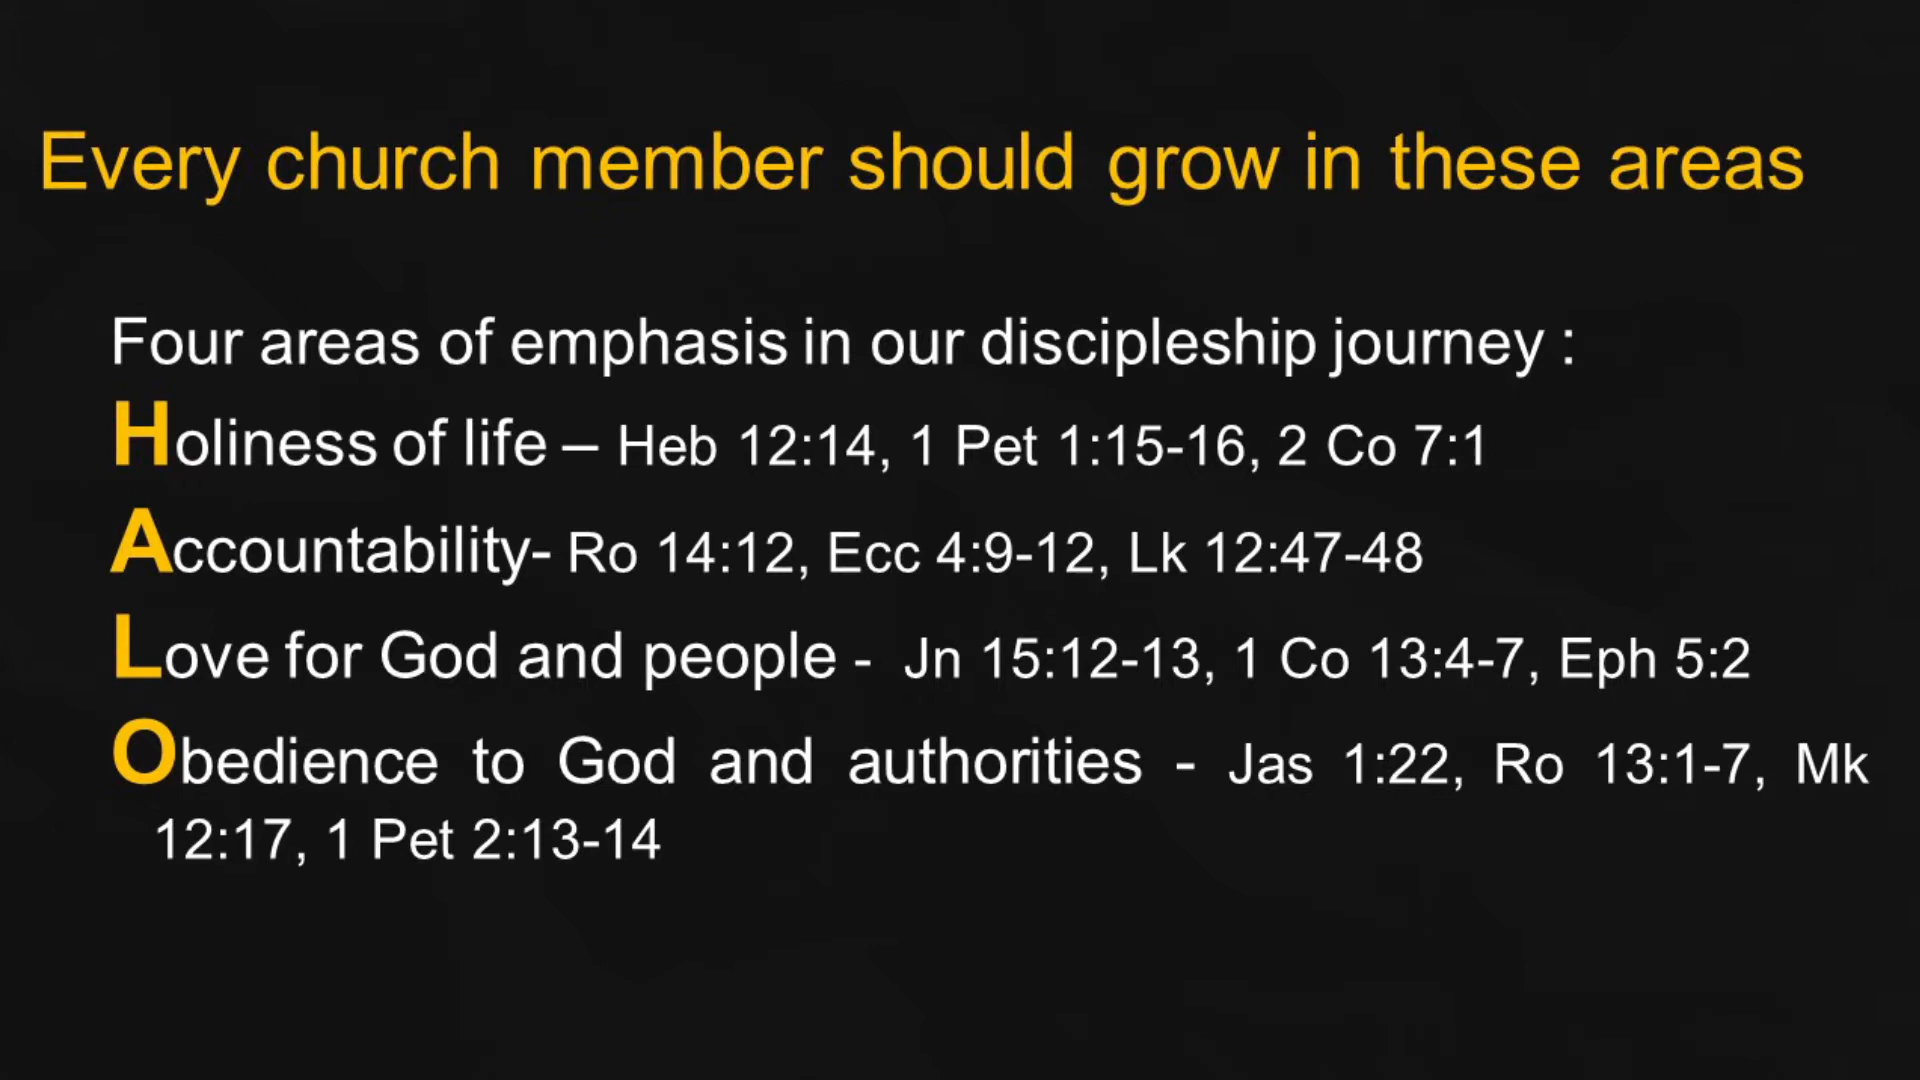 Every church member should grow in these areas
Four areas of emphasis in our discipleship journey :
Holiness of life – Heb 12:14, 1 Pet 1:15-16, 2 Co 7:1
Accountability- Ro 14:12, Ecc 4:9-12, Lk 12:47-48
Love for God and people - Jn 15:12-13, 1 Co 13:4-7, Eph 5:2
Obedience to God and authorities - Jas 1:22, Ro 13:1-7, Mk
12:17, 1 Pet 2:13-14